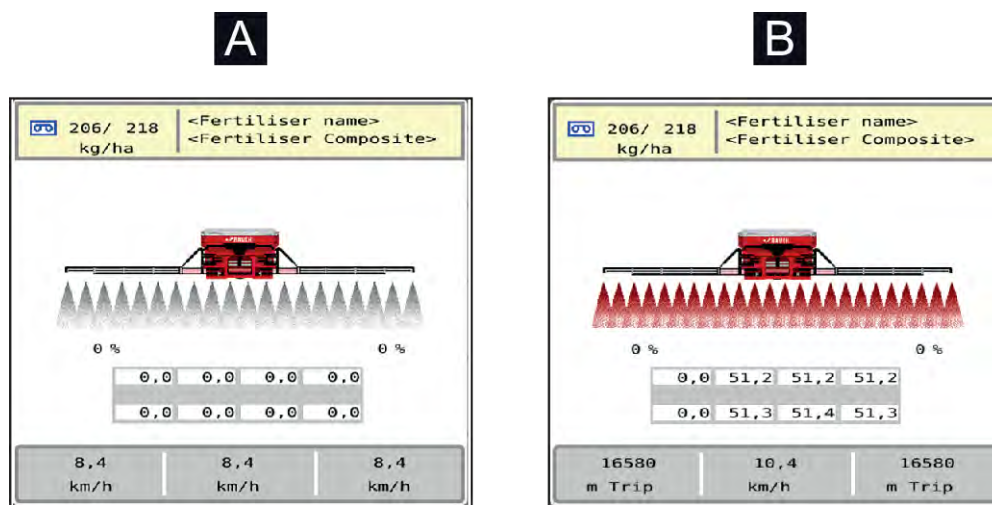 A
206/ 218
kg/ha
<Fertiliser name>
<Fertiliser Composite>
0 %
0 %
0,0 0,0 0,0 0,0
0,0 0,0 0,0 0,0
8,4
km/h
8,4
km/h
8,4
km/h
B
206/ 218
kg/ha
<Fertiliser name>
<Fertiliser Composite>
0 %
0 %
0,0 51,2 51,2 51,2
0,0 51,3 51,4 51,3
16580
m Trip
10,4
km/h
16580
m Trip